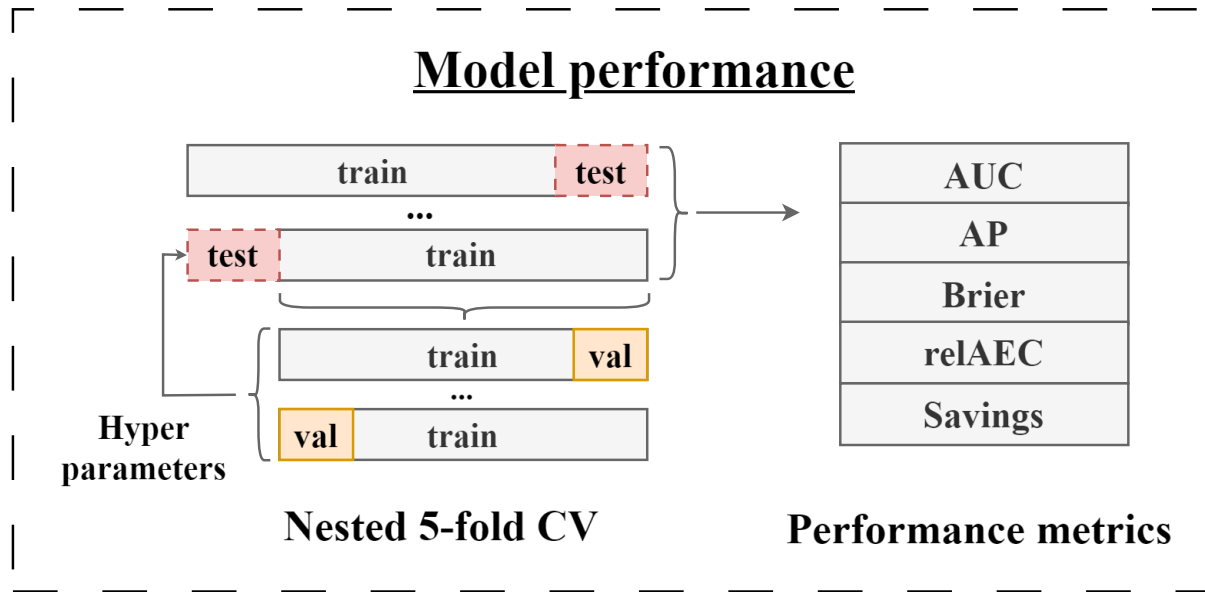 Model performance
train test
...
test train
train val
...
val train
Hyper
parameters
Nested 5-fold CV
AUC
AP
Brier
relAEC
Savings
Performance metrics